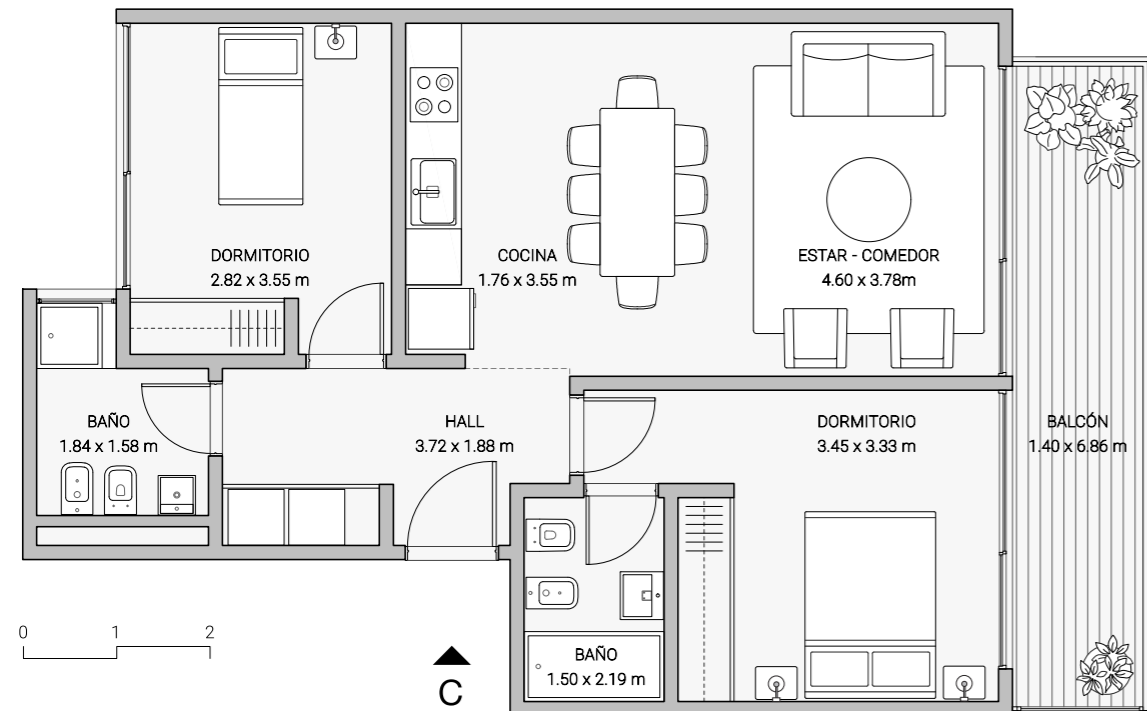 DORMITORIO
2.82 x 3.55 m
COCINA
1.76 x 3.55 m
ESTAR - COMEDOR
4.60 x 3.78m
BAÑO
1.84 x 1.58 m
HALL
3.72 x 1.88 m
DORMITORIO
3.45 x 3.33 m
BALCÓN
1.40 x 6.86 m
0 1 2
BAÑO
1.50 x 2.19 m
C